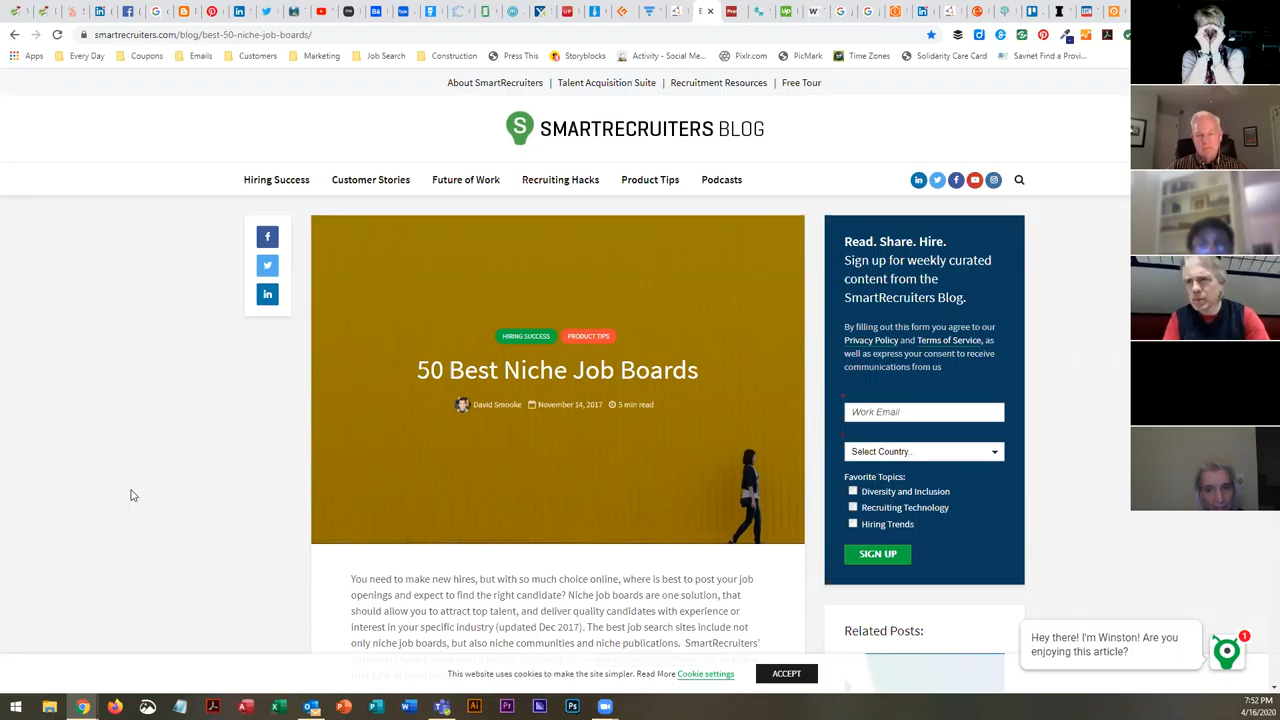 smartrecruiters.com/blog/best-50-niche-job-boards/
Apps
Every Day
Coupons
Email
Customers
Marketing
Pano Search
Construction
Press This
Storyblocks
Activity - Social Me...
Pixlr.com
PicMark
Time Zones
Solidarity Care Card
Savnet Find a Provi...
About SmartRecruiters | Talent Acquisition Suite | Recruitment Resources | Free Tour
S SMARTRECRUITERS BLOG
Hiring Success
Customer Stories
Future of Work
Recruiting Hacks
Product Tips
Podcasts
HIRING SUCCESS
PRODUCT TIPS
50 Best Niche Job Boards
David Smooke
November 14, 2017
5 min read
You need to make new hires, but with so much choice online, where is best to post your job
openings and expect to find the right candidate? Niche job boards are one solution, that
should allow you to attract top talent, and deliver quality candidates with experience or
interest in your specific industry (updated Dec 2017). The best job search sites include not
only niche job boards, but also niche communities and niche publications. SmartRecruiters'
Read. Share. Hire.
Sign up for weekly curated
content from the
SmartRecruiters Blog.
By filling out this form you agree to our
Privacy Policy and Terms of Service, as
well as express your consent to receive
communications from us
*
Work Email
*
Select Country...
Favorite Topics:
Diversity and Inclusion
Recruiting Technology
Hiring Trends
SIGN UP
Related Posts:
Hey there! I'm Winston! Are you
enjoying this article?
1
This website uses cookies to make the site simpler. Read More Cookie settings
ACCEPT
7:52 PM
4/16/2020